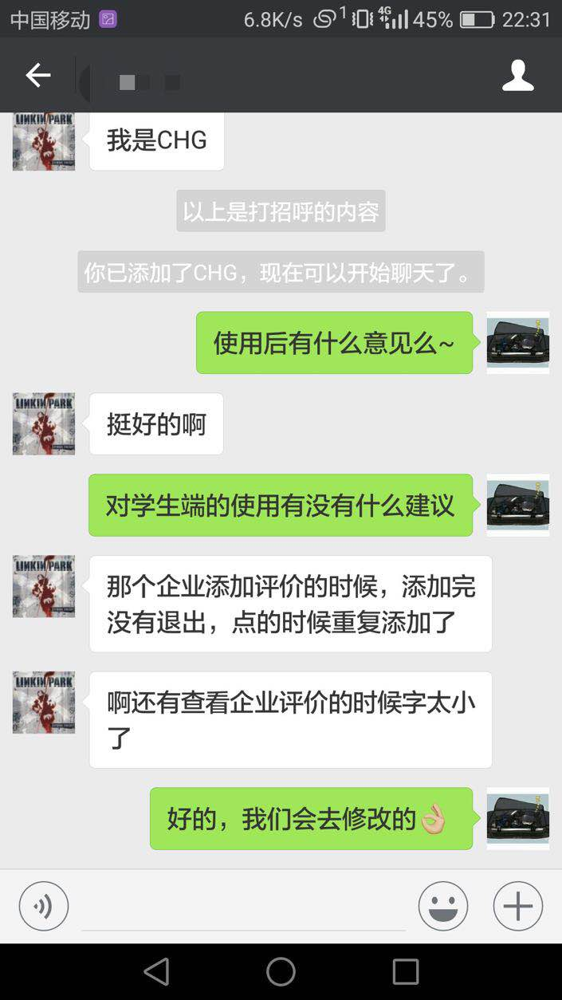 中国移动 6.8K/s 1 4G 45% 22:31
LINKIN PARK
我是CHG
以上是打招呼的内容
你已添加了CHG，现在可以开始聊天了。
使用后有什么意见么~
LINKIN PARK
挺好的啊
对学生端的使用有没有什么建议
LINKIN PARK
那个企业添加评价的时候，添加完
没有退出，点的时候重复添加了
LINKIN PARK
啊还有查看企业评价的时候字太小
了
好的，我们会去修改的👌🏼